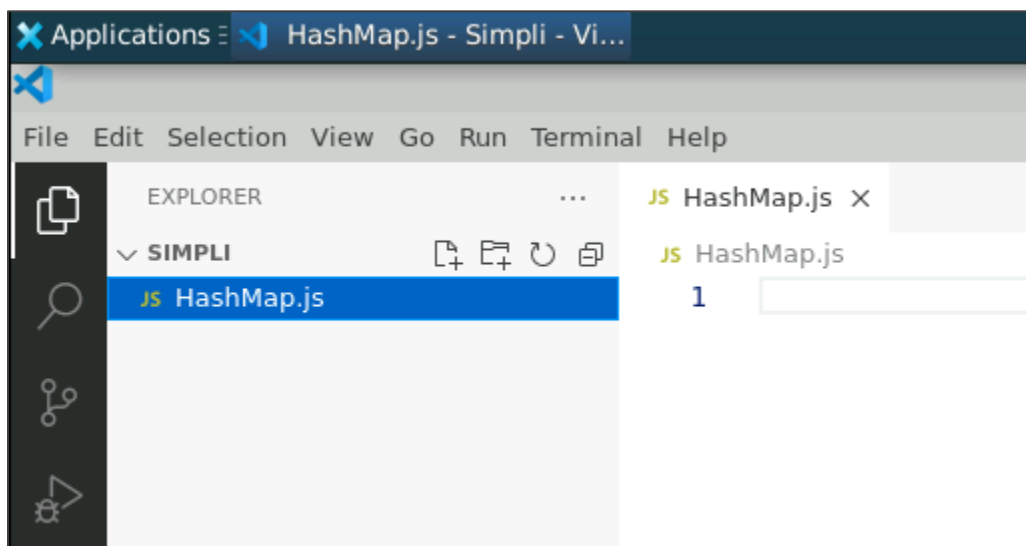 Applications
HashMap.js - Simpli - Vi...
File Edit Selection View Go Run Terminal Help
EXPLORER
...
JS HashMap.js
SIMPLI
JS HashMap.js
JS HashMap.js
1